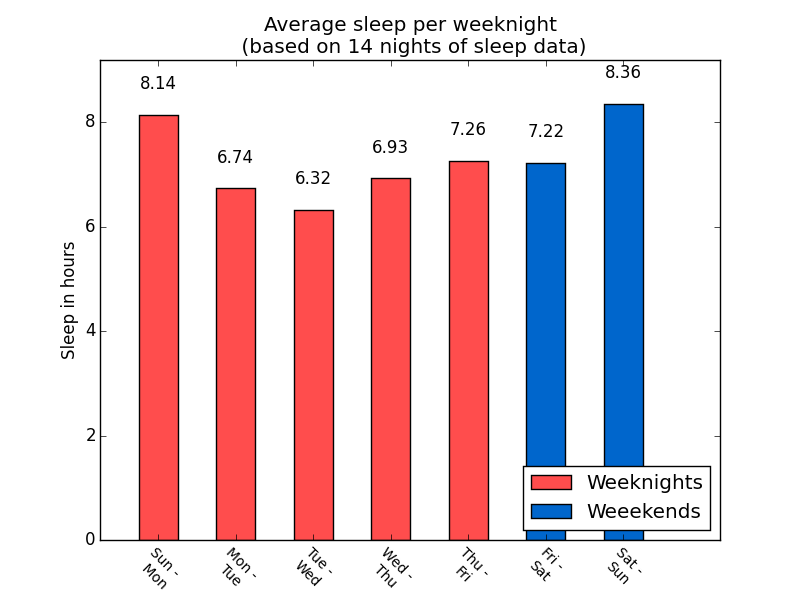 Average sleep per weeknight
(based on 14 nights of sleep data)
8.14
6.74
6.32
6.93
7.26
7.22
8.36
Sleep in hours
8
6
4
2
0
Weeknights
Weeekends
Sun -
Mon
Mon -
Tue
Tue -
Wed
Wed -
Thu
Thu -
Fri
Fri -
Sat
Sat -
Sun